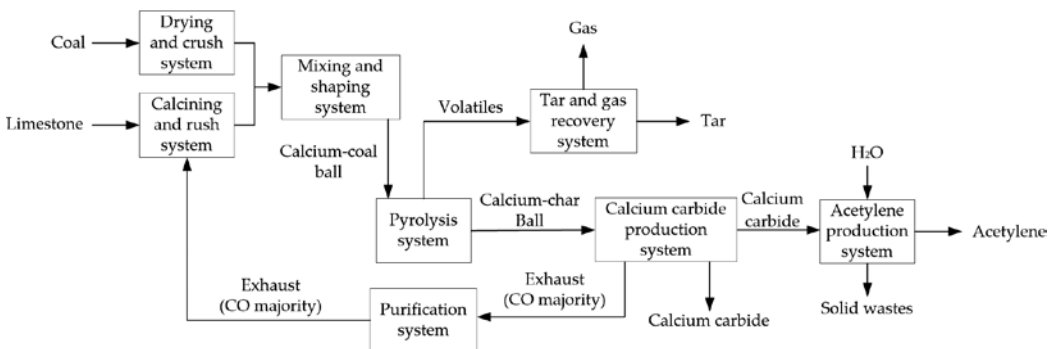 Coal
Drying
and crush
system
Limestone
Calcining
and rush
system
Mixing and
shaping
system
Calcium-coal
ball
Gas
Volatiles
Tar and gas
recovery
system
Tar
Pyrolysis
system
Calcium-char
Ball
Calcium carbide
production
system
Calcium
carbide
H₂O
Acetylene
production
system
Acetylene
Solid wastes
Calcium carbide
Exhaust
(CO majority)
Purification
system
Exhaust
(CO majority)